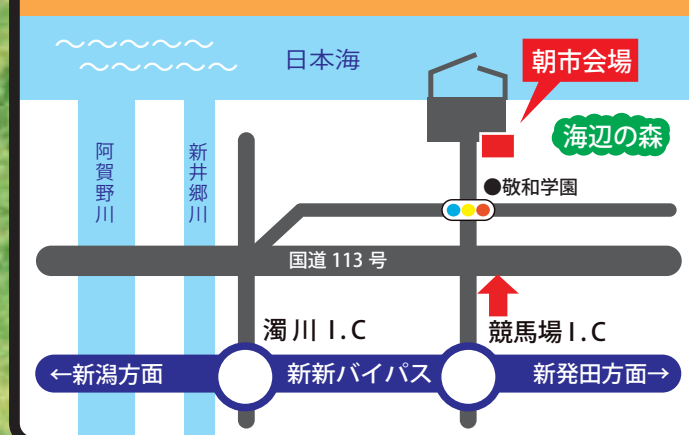 日本海
朝市会場
海辺の森
阿賀野川
新井郷川
●敬和学園
国道 113 号
濁川 I.C
競馬場 I.C
←新潟方面
新新バイパス
新発田方面→